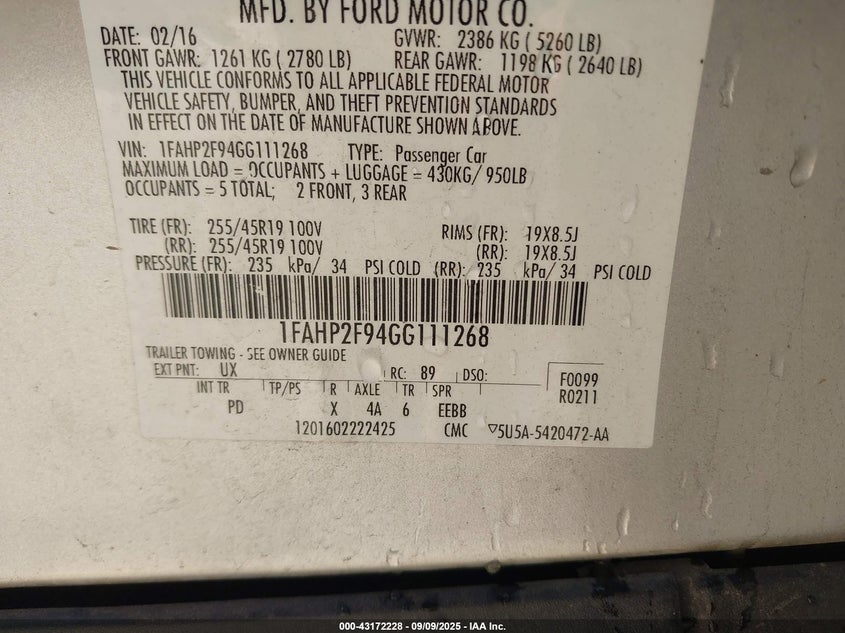 MFD. BY FORD MOTOR CO.
DATE: 02/16 GVWR: 2386 KG ( 5260 LB)
FRONT GAWR: 1261 KG ( 2780 LB) REAR GAWR: 1198 KG ( 2640 LB)
THIS VEHICLE CONFORMS TO ALL APPLICABLE FEDERAL MOTOR
VEHICLE SAFETY, BUMPER, AND THEFT PREVENTION STANDARDS
IN EFFECT ON THE DATE OF MANUFACTURE SHOWN ABOVE.
VIN: 1FAHP2F94GG111268 TYPE: Passenger Car
MAXIMUM LOAD = OCCUPANTS + LUGGAGE = 430KG/ 950LB
OCCUPANTS = 5 TOTAL; 2 FRONT, 3 REAR
TIRE (FR): 255/45R19 100V RIMS (FR): 19X8.5J
(RR): 255/45R19 100V (RR): 19X8.5J
PRESSURE (FR): 235 kPa/ 34 PSI COLD (RR): 235 kPa/ 34 PSI COLD
1FAHP2F94GG111268
TRAILER TOWING - SEE OWNER GUIDE
EXT PNT: UX RC: 89 DSO: F0099
INT TR TP/PS R AXLE TR SPR R0211
PD X 4A 6 EEBB
1201602222425 CMC ▽5U5A-5420472-AA
000-43172228 - 09/09/2025 - IAA Inc.